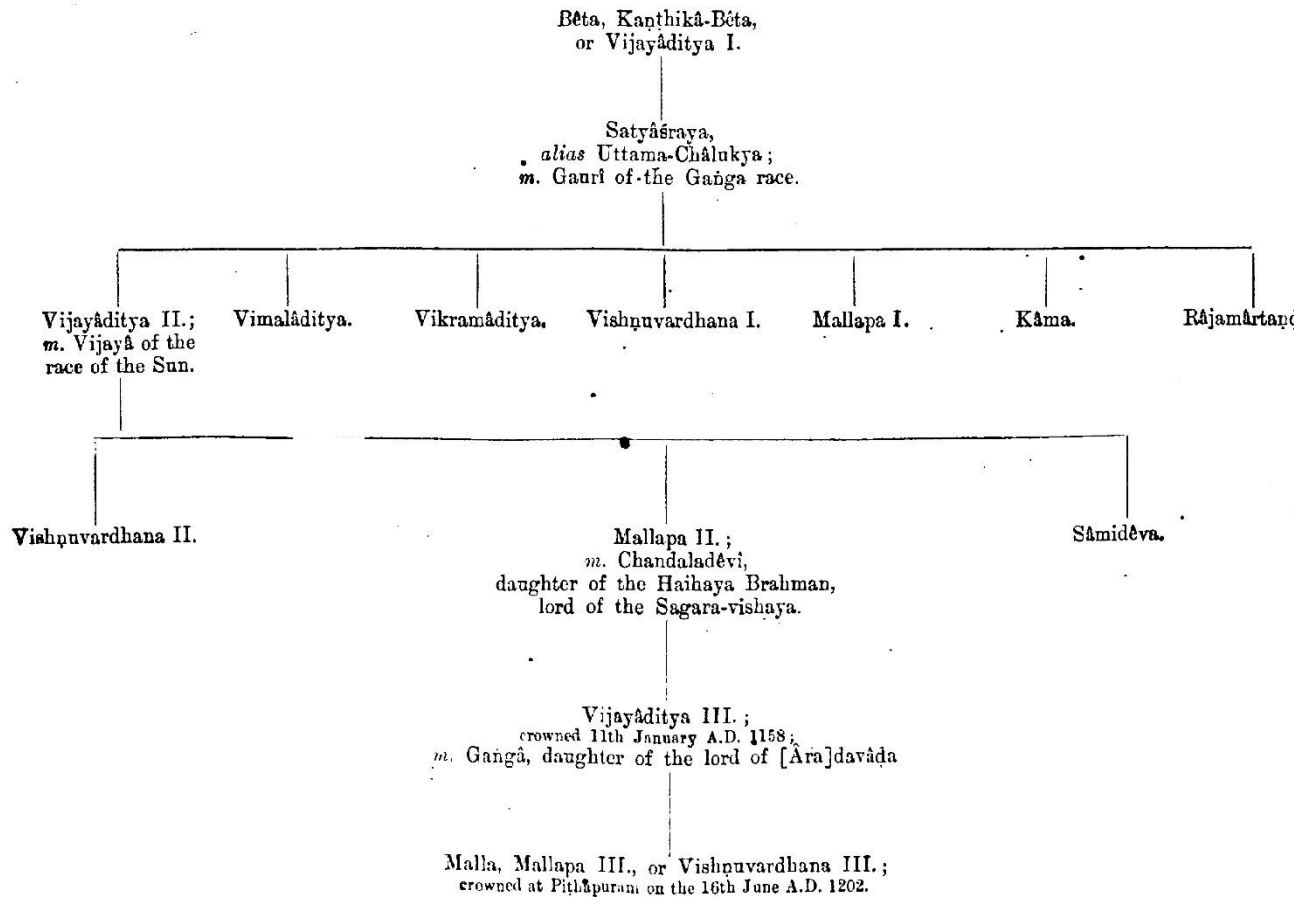 Bêta, Kaṇṭhikâ-Bêta,
or Vijayâditya I.
Satyâśraya,
alias Uttama-Châlukya;
m. Gaurî of the Gaṅga race.
Vijayâditya II.; Vimalâditya. Vikramâditya. Vishṇuvardhana I. Mallapa I. Kâma. Râjamârtaṇḍ
m. Vijayâ of the
race of the Sun.
Vishṇuvardhana II. Mallapa II.; Sâmidêva.
m. Chandaladêvî,
daughter of the Haihaya Brahman,
lord of the Sagara-vishaya.
Vijayâditya III.;
crowned 11th January A.D. 1158;
m. Gaṅgâ, daughter of the lord of [Âra]davâḍa
Malla, Mallapa III., or Vishṇuvardhana III.;
crowned at Piṭhâpuram on the 16th June A.D. 1202.